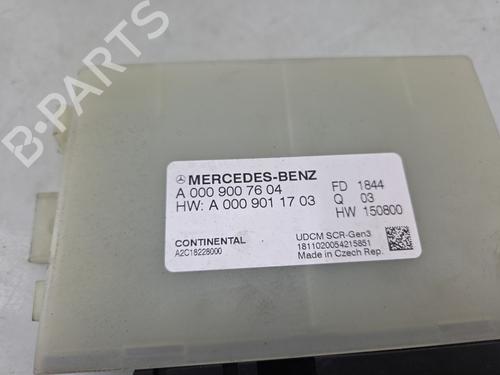 B-PARTS
MERCEDES-BENZ
A 000 900 76 04
HW: A 000 901 17 03
FD 1844
Q 03
HW 150800
CONTINENTAL
A2C18228000
UDCM SCR-Gen3
1811020054215851
Made in Czech Rep.